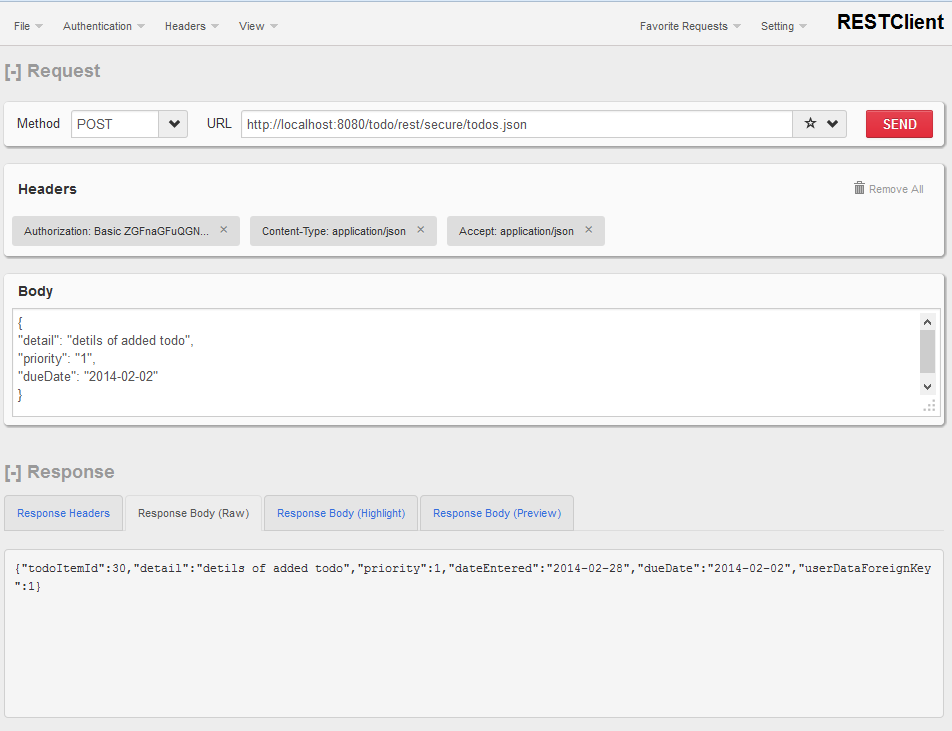 File Authentication Headers View Favorite Requests Setting RESTClient
[-] Request
Method POST URL http://localhost:8080/todo/rest/secure/todos.json SEND
Headers Remove All
Authorization: Basic ZGFnaGFuQGN... × Content-Type: application/json × Accept: application/json ×
Body
{
"detail": "detils of added todo",
"priority": "1",
"dueDate": "2014-02-02"
}
[-] Response
Response Headers Response Body (Raw) Response Body (Highlight) Response Body (Preview)
{"todoItemId":30,"detail":"detils of added todo","priority":1,"dateEntered":"2014-02-28","dueDate":"2014-02-02","userDataForeignKey
":1}